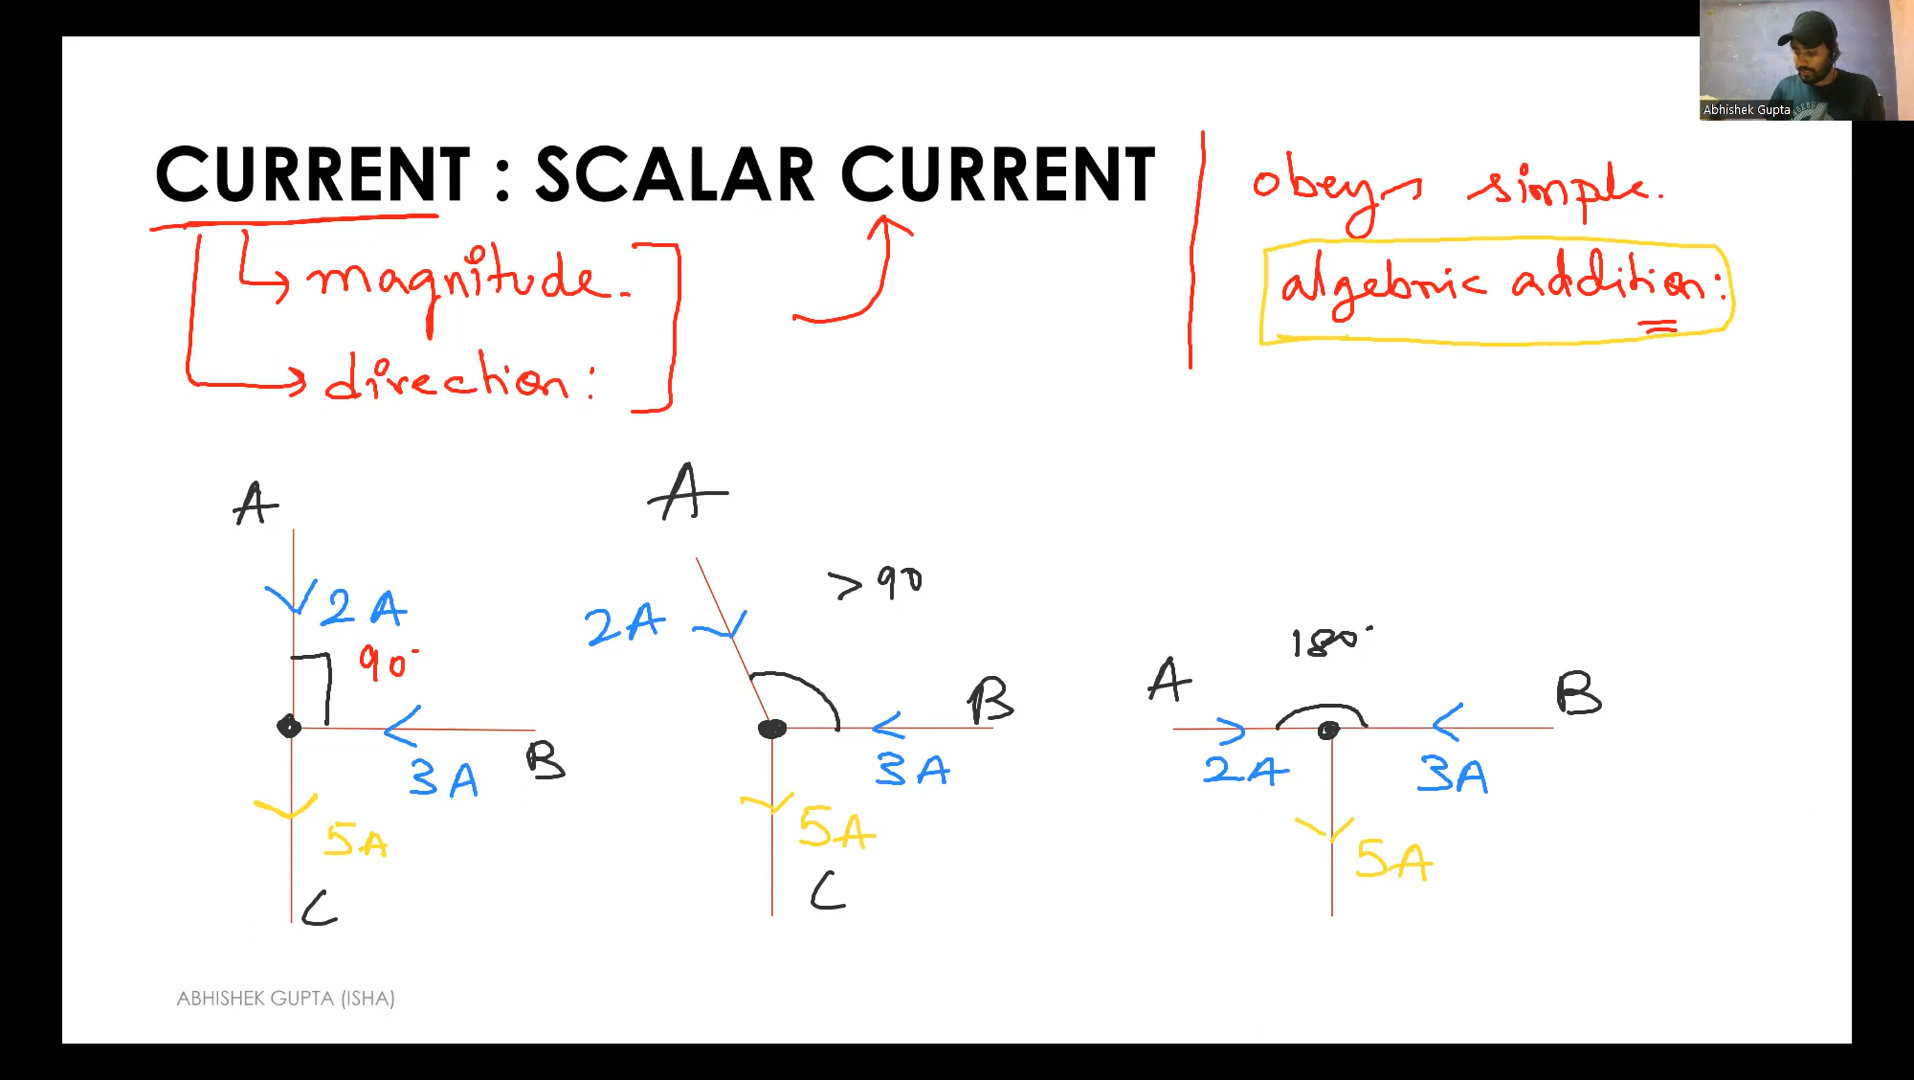 Abhishek Gupta
CURRENT : SCALAR CURRENT
obeys simple.
algebric addition:
magnitude.
direction:
A
2A
90°
3A
B
5A
C
A
>90
2A
B
3A
5A
C
180°
A
B
2A
3A
5A
ABHISHEK GUPTA (ISHA)